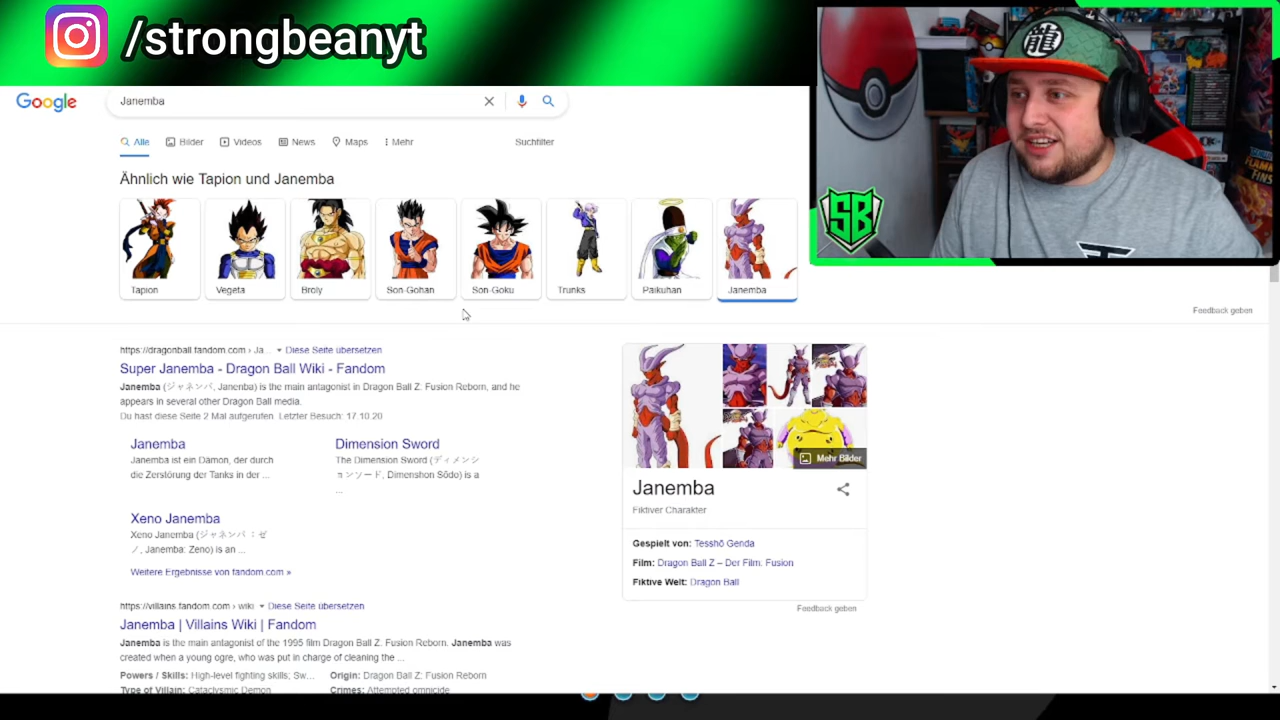 /strongbeanyt
Google
Janemba
Alle Bilder Videos News Maps Mehr Suchfilter
Ähnlich wie Tapion und Janemba
Tapion Vegeta Broly Son-Gohan Son-Goku Trunks Paikuhan Janemba
Feedback geben
https://dragonball.fandom.com › Ja... Diese Seite übersetzen
Super Janemba - Dragon Ball Wiki - Fandom
Janemba (ジャネンバ, Janenba) is the main antagonist in Dragon Ball Z: Fusion Reborn, and he
appears in several other Dragon Ball media.
Du hast diese Seite 2 Mal aufgerufen. Letzter Besuch: 17.10.20
Janemba
Janemba ist ein Dämon, der durch
die Zerstörung der Tanks in der ...
Dimension Sword
The Dimension Sword (ディメンシ
ョンソード, Dimenshon Sōdo) is a
...
Xeno Janemba
Xeno Janemba (ジャネンバ：ゼ
ノ, Janemba: Zeno) is an ...
Weitere Ergebnisse von fandom.com »
https://villains.fandom.com › wiki Diese Seite übersetzen
Janemba | Villains Wiki | Fandom
Janemba is the main antagonist of the 1995 film Dragon Ball Z: Fusion Reborn. Janemba was
created when a young ogre, who was put in charge of cleaning the ...
Powers / Skills: High-level fighting skills; Sw... Origin: Dragon Ball Z: Fusion Reborn
Type of Villain: Cataclysmic Demon Crimes: Attempted omnicide
Mehr Bilder
Janemba
Fiktiver Charakter
Gespielt von: Tesshō Genda
Film: Dragon Ball Z – Der Film: Fusion
Fiktive Welt: Dragon Ball
Feedback geben
龍
SB